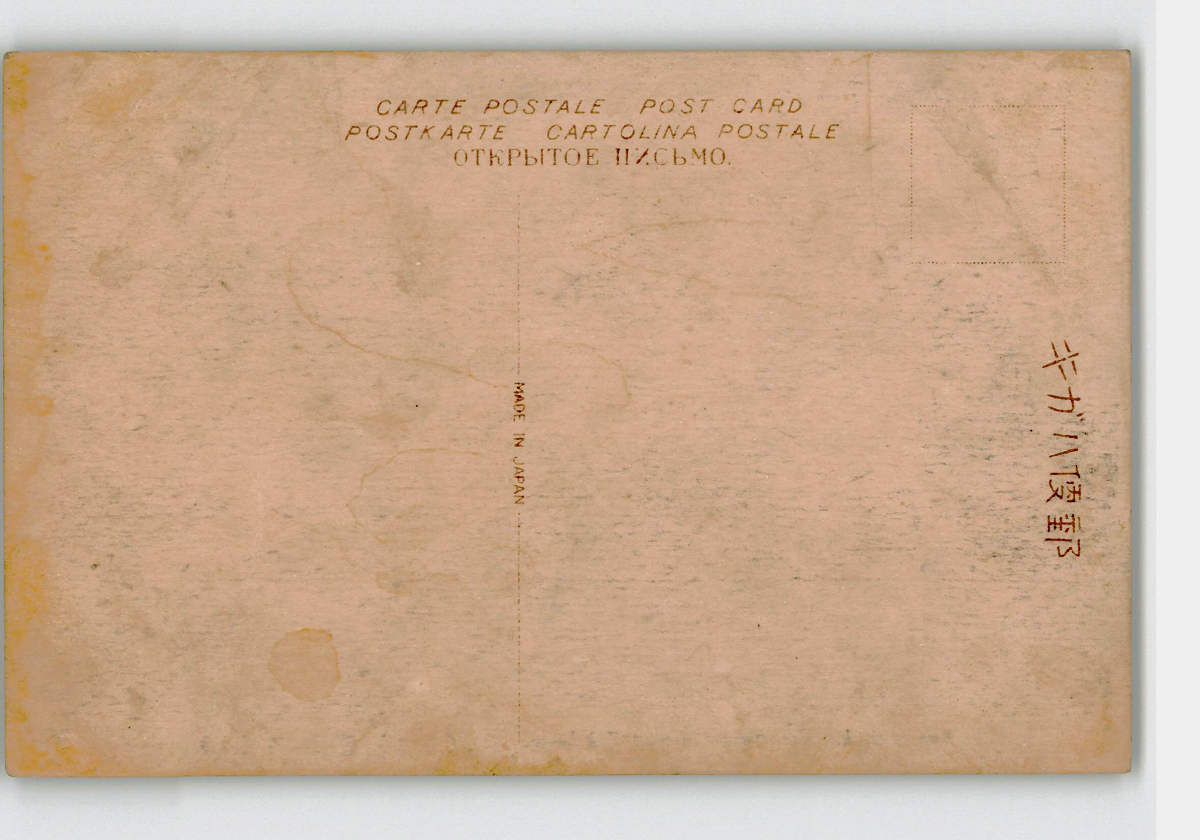 CARTE POSTALE POST CARD
POSTKARTE CARTOLINA POSTALE
ОТКРЫТОЕ ПИСЬМО.
MADE IN JAPAN
郵便ハガキ